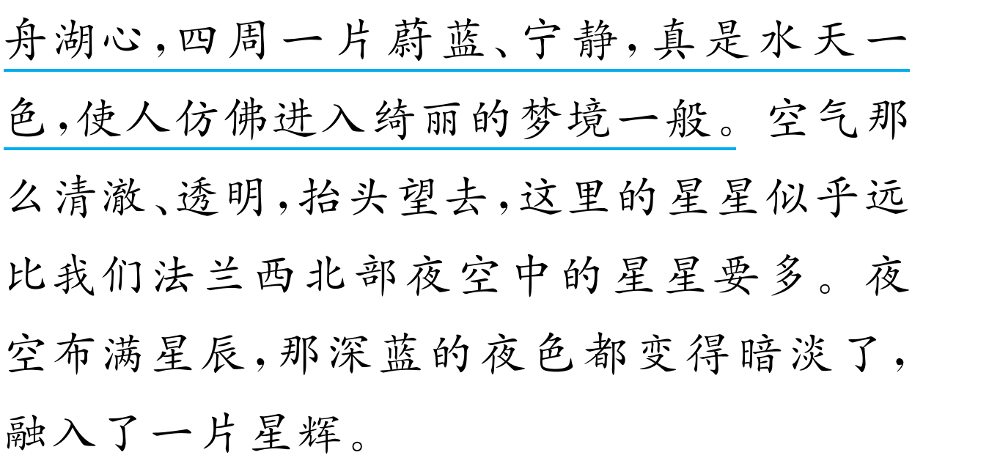 舟湖心，四周一片蔚蓝、宁静，真是水天一
色，使人仿佛进入绮丽的梦境一般。空气那
么清澈、透明，抬头望去，这里的星星似乎远
比我们法兰西北部夜空中的星星要多。夜
空布满星辰，那深蓝的夜色都变得暗淡了，
融入了一片星辉。